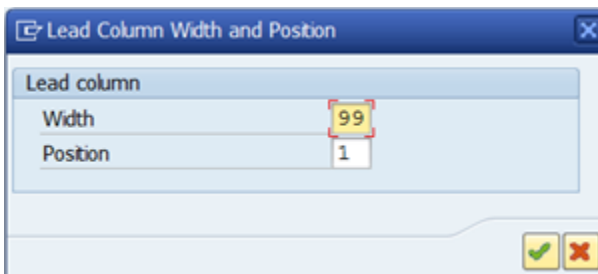 Lead Column Width and Position
Lead column
Width 99
Position 1